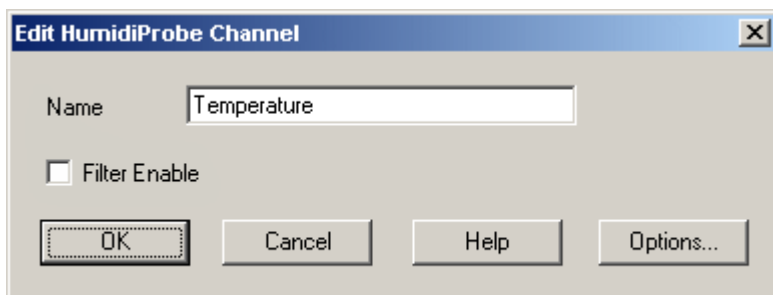 Edit HumidiProbe Channel
Name Temperature
Filter Enable
OK Cancel Help Options...